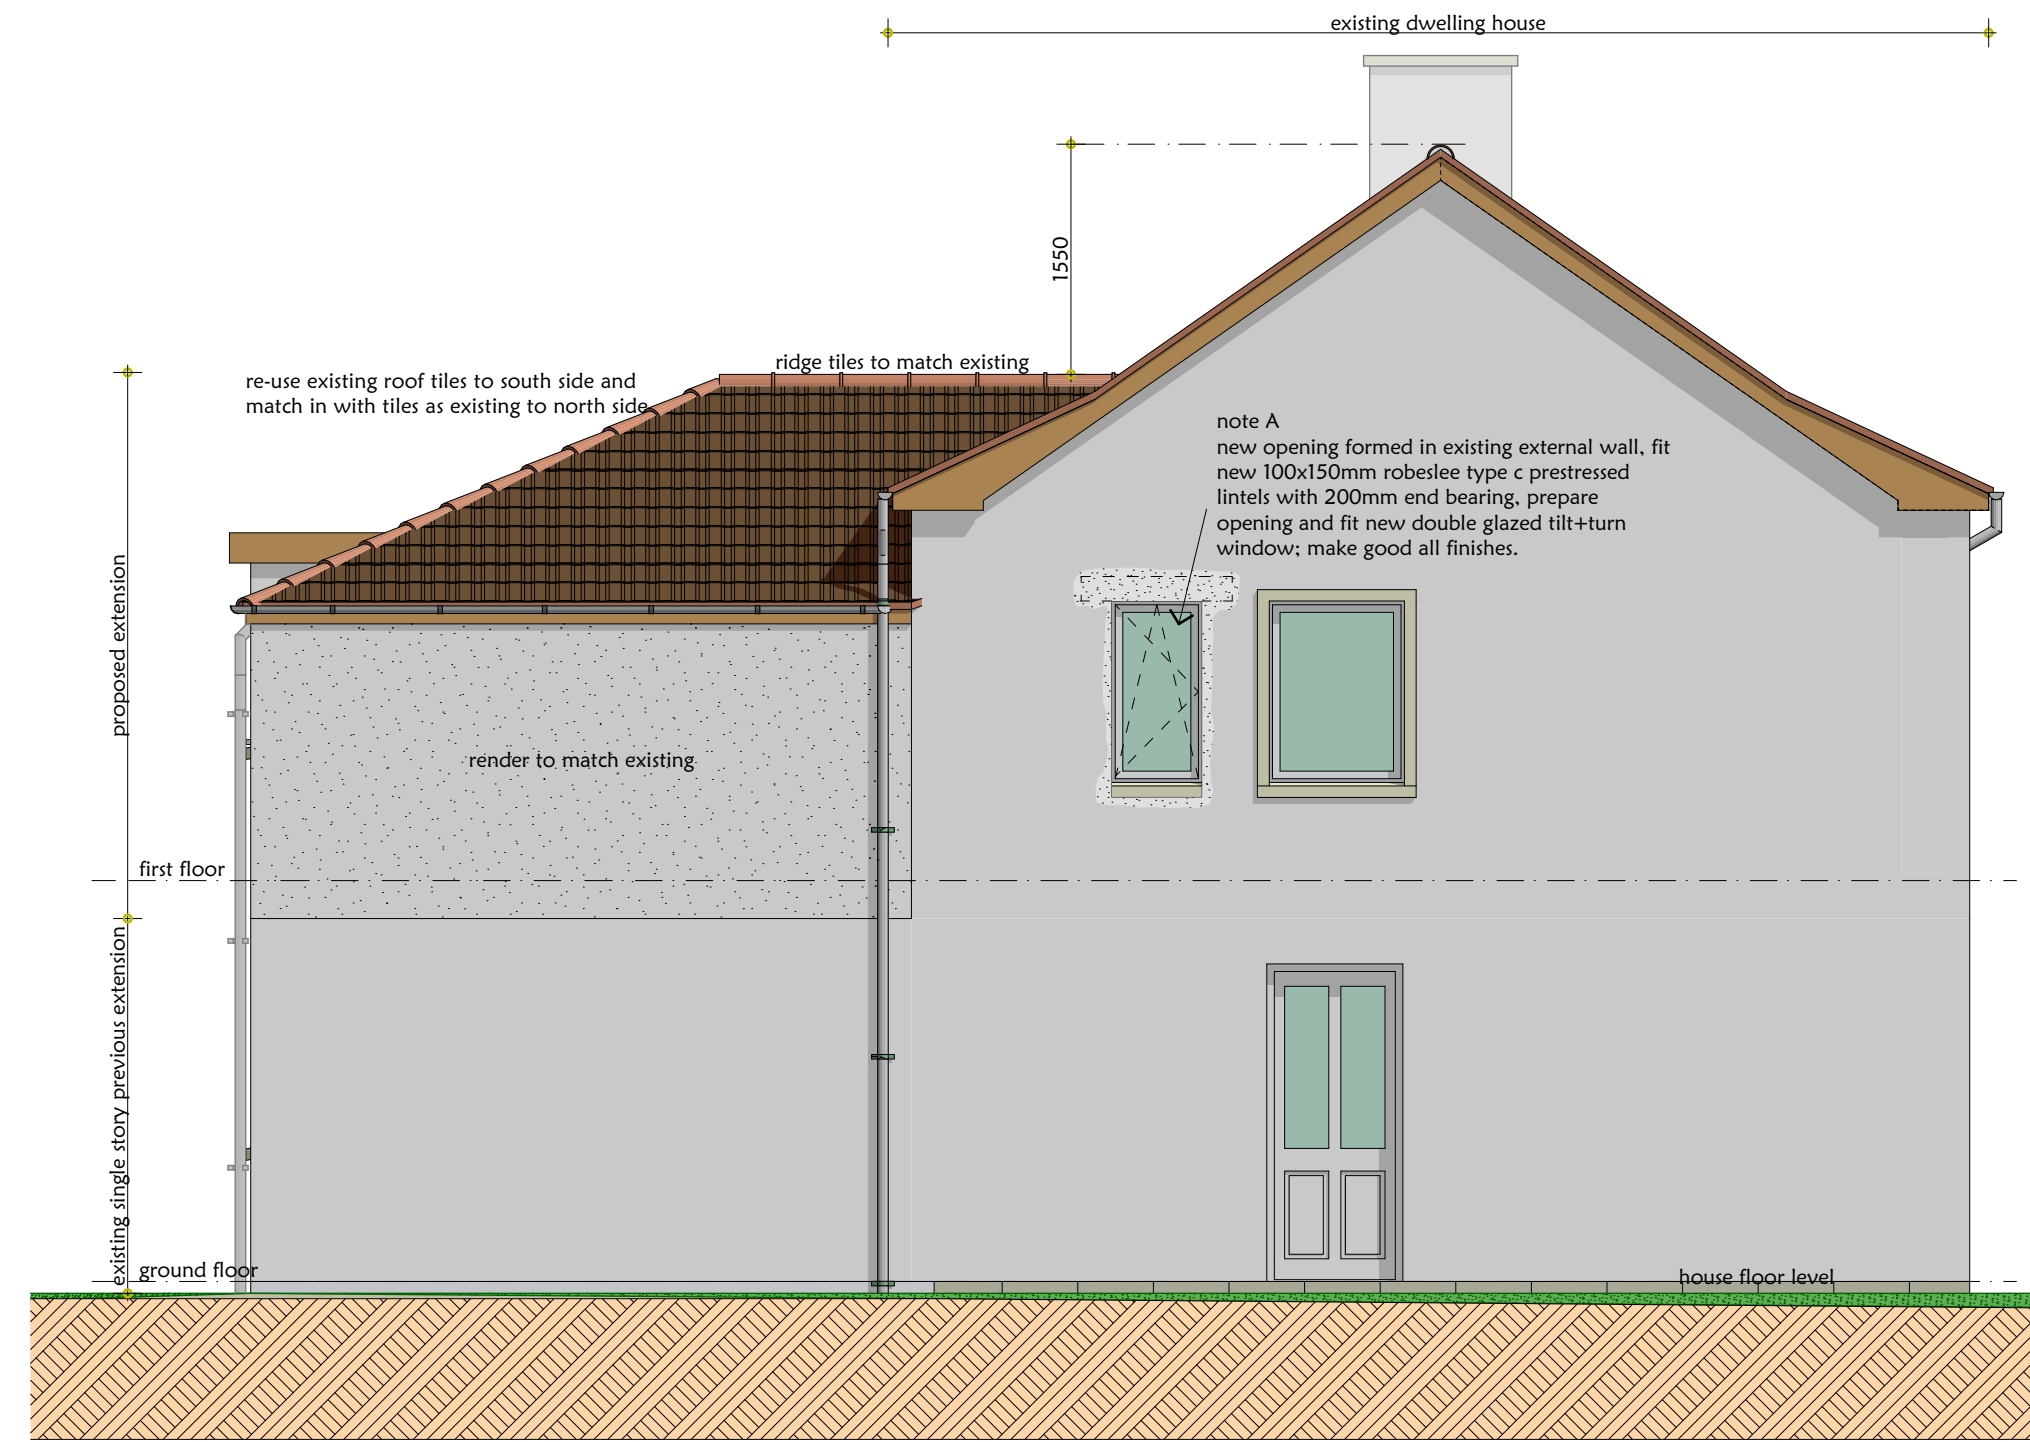 existing dwelling house
1550
ridge tiles to match existing
re-use existing roof tiles to south side and
match in with tiles as existing to north side
note A
new opening formed in existing external wall, fit
new 100x150mm robeslee type c prestressed
lintels with 200mm end bearing, prepare
opening and fit new double glazed tilt+turn
window; make good all finishes.
proposed extension
render to match existing
first floor
existing single story previous extension
ground floor
house floor level